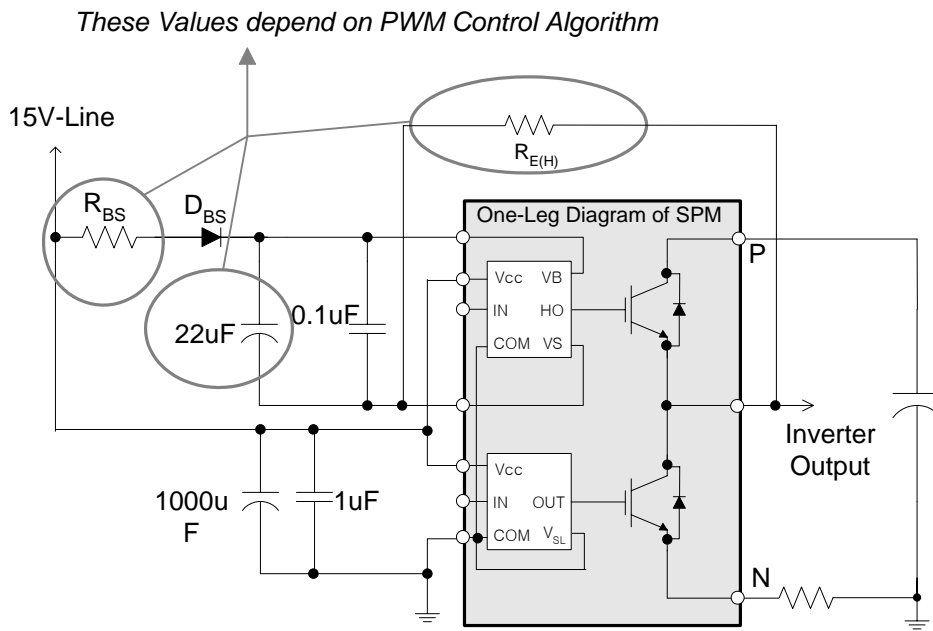 These Values depend on PWM Control Algorithm
15V-Line
R_E(H)
R_BS
D_BS
One-Leg Diagram of SPM
P
Vcc VB
IN HO
COM VS
22uF
0.1uF
Inverter
Output
Vcc
IN OUT
COM V_SL
1000u
F
1uF
N